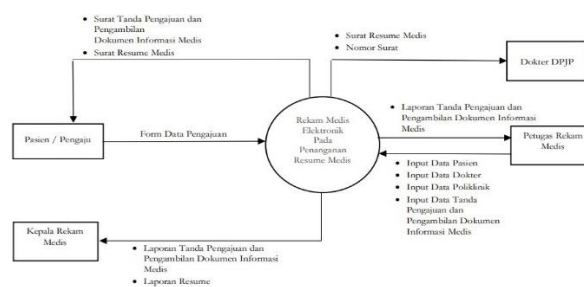 • Surat Tanda Pengajuan dan
Pengambilan
Dokumen Informasi Medis
• Surat Resume Medis
• Surat Resume Medis
• Nomor Surat
Dokter DPJP
Pasien / Pengaju
Form Data Pengajuan
Rekam Medis
Elektronik
Pada
Penanganan
Resume Medis
• Laporan Tanda Pengajuan dan
Pengambilan Dokumen Informasi
Medis
Petugas Rekam
Medis
• Input Data Pasien
• Input Data Dokter
• Input Data Polikklinik
• Input Data Tanda
Pengajuan dan
Pengambilan Dokumen
Informasi Medis
Kepala Rekam
Medis
• Laporan Tanda Pengajuan dan
Pengambilan Dokumen Informasi
Medis
• Laporan Resume